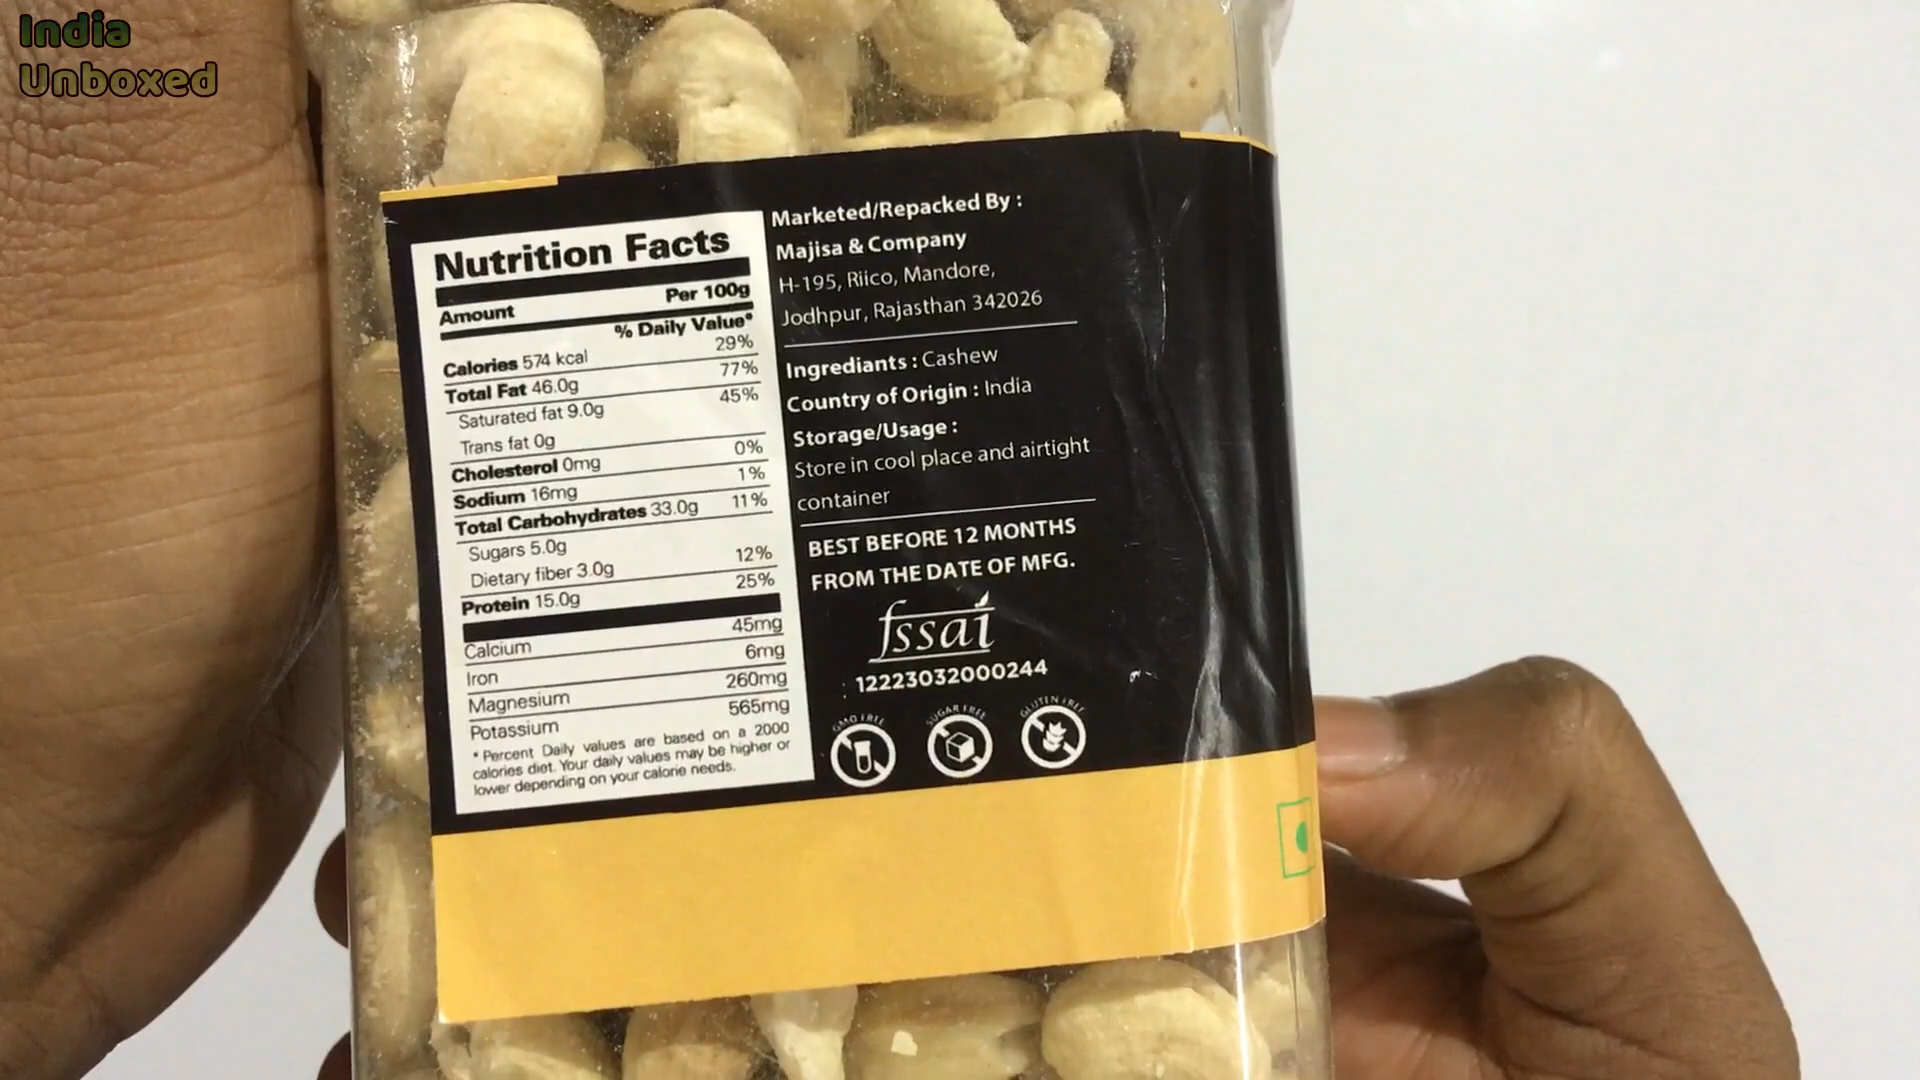 India
Unboxed
Nutrition Facts
Amount Per 100g
% Daily Value*
Calories 574 kcal 29%
Total Fat 46.0g 77%
Saturated fat 9.0g 45%
Trans fat 0g
Cholesterol 0mg 0%
Sodium 16mg 1%
Total Carbohydrates 33.0g 11%
Sugars 5.0g
Dietary fiber 3.0g 12%
Protein 15.0g 25%
Calcium 45mg
Iron 6mg
Magnesium 260mg
Potassium 565mg
* Percent Daily values are based on a 2000
calories diet. Your daily values may be higher or
lower depending on your calorie needs.
Marketed/Repacked By :
Majisa & Company
H-195, Riico, Mandore,
Jodhpur, Rajasthan 342026
Ingrediants : Cashew
Country of Origin : India
Storage/Usage :
Store in cool place and airtight
container
BEST BEFORE 12 MONTHS
FROM THE DATE OF MFG.
fssai
: 12223032000244
GMO FREE
SUGAR FREE
GLUTEN FREE